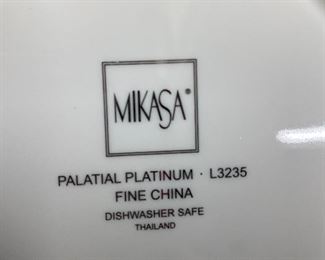 MIKASA®
PALATIAL PLATINUM · L3235
FINE CHINA
DISHWASHER SAFE
THAILAND